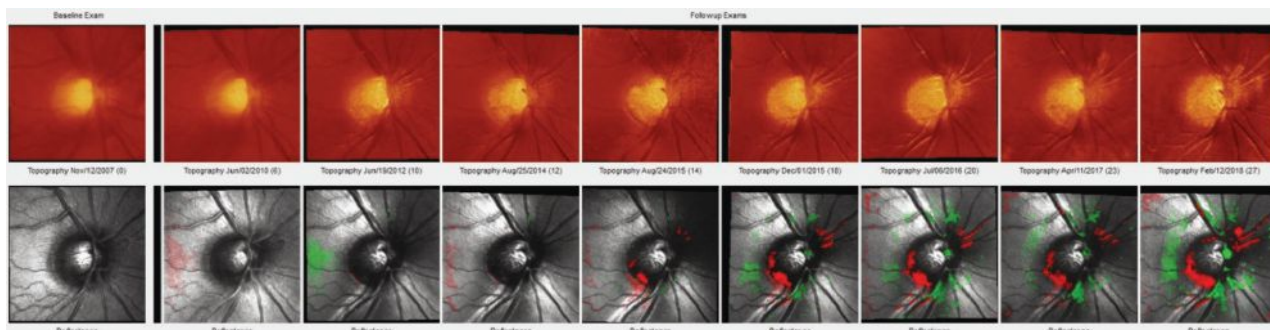 Baseline Exam
Followup Exams
Topography Nov/12/2007 (0)
Topography Jun/02/2010 (6)
Topography Jun/19/2012 (10)
Topography Aug/25/2014 (12)
Topography Aug/24/2015 (14)
Topography Dec/01/2015 (18)
Topography Jul/06/2016 (20)
Topography Apr/11/2017 (23)
Topography Feb/12/2018 (27)